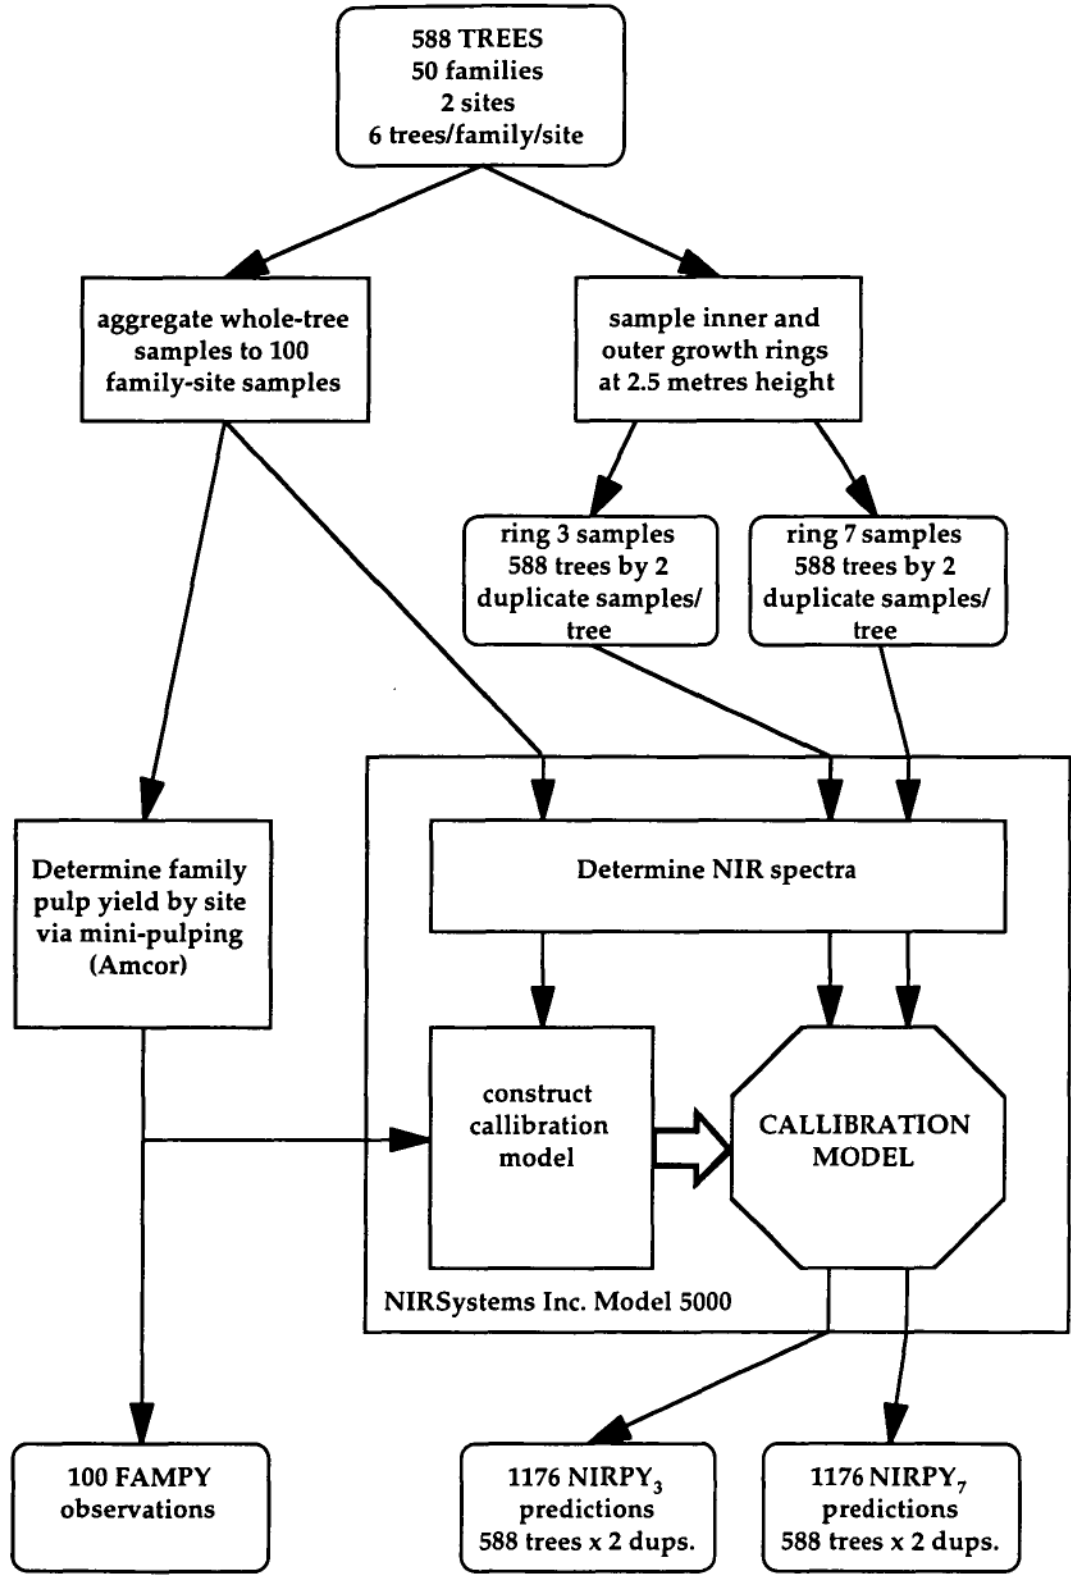 588 TREES
50 families
2 sites
6 trees/family/site
aggregate whole-tree
samples to 100
family-site samples
sample inner and
outer growth rings
at 2.5 metres height
ring 3 samples
588 trees by 2
duplicate samples/
tree
ring 7 samples
588 trees by 2
duplicate samples/
tree
Determine family
pulp yield by site
via mini-pulping
(Amcor)
Determine NIR spectra
construct
callibration
model
CALLIBRATION
MODEL
NIRSystems Inc. Model 5000
100 FAMPY
observations
1176 NIRPY₃
predictions
588 trees x 2 dups.
1176 NIRPY₇
predictions
588 trees x 2 dups.